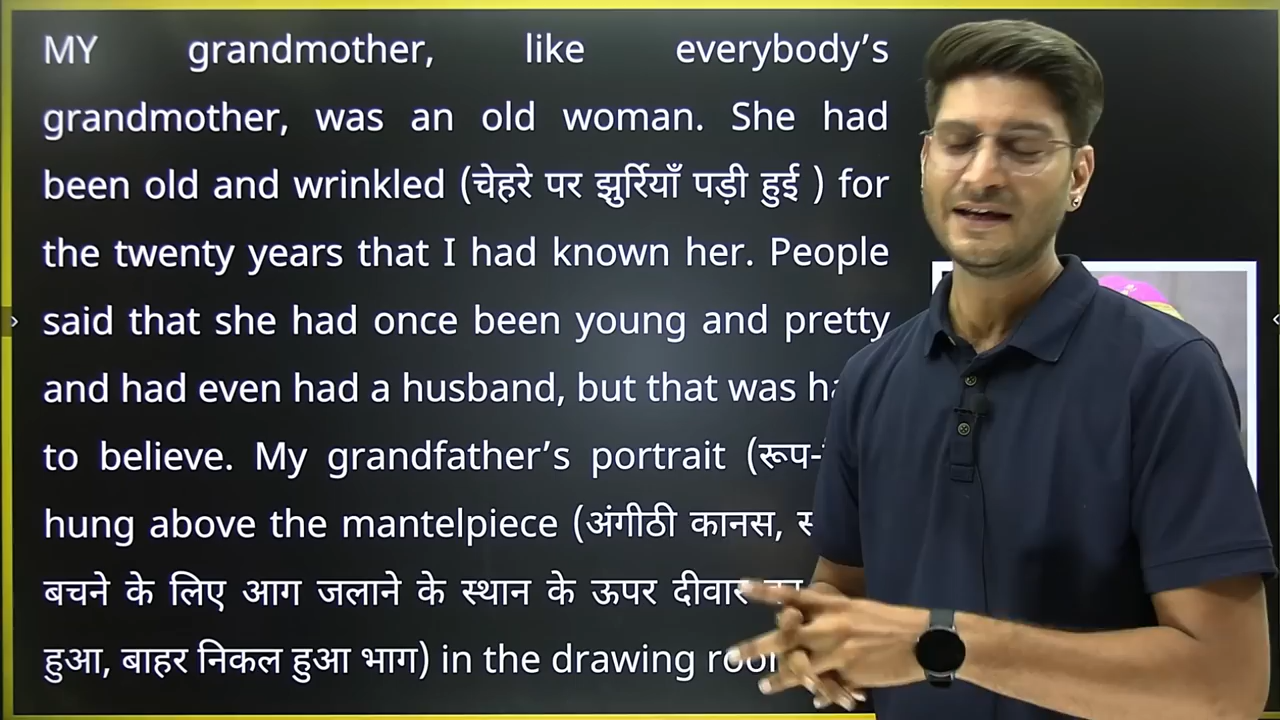 MY grandmother, like everybody’s
grandmother, was an old woman. She had
been old and wrinkled (चेहरे पर झुर्रियाँ पड़ी हुई ) for
the twenty years that I had known her. People
said that she had once been young and pretty
and had even had a husband, but that was
to believe. My grandfather’s portrait (रूप-
hung above the mantelpiece (अंगीठी कानस,
बचने के लिए आग जलाने के स्थान के ऊपर दीवार
हुआ, बाहर निकल हुआ भाग) in the drawing